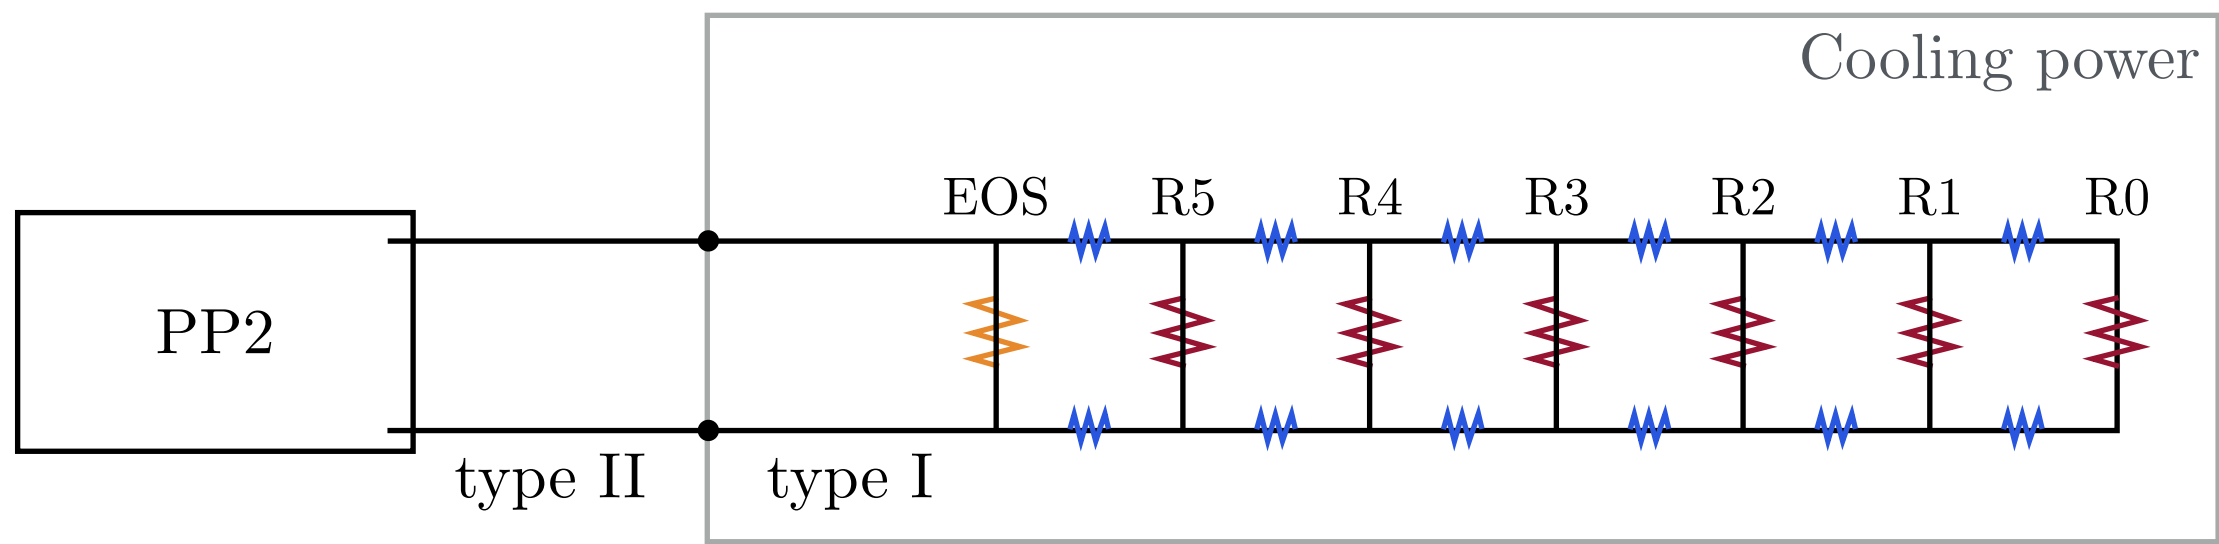 Cooling power
EOS R5 R4 R3 R2 R1 R0
PP2
type II type I